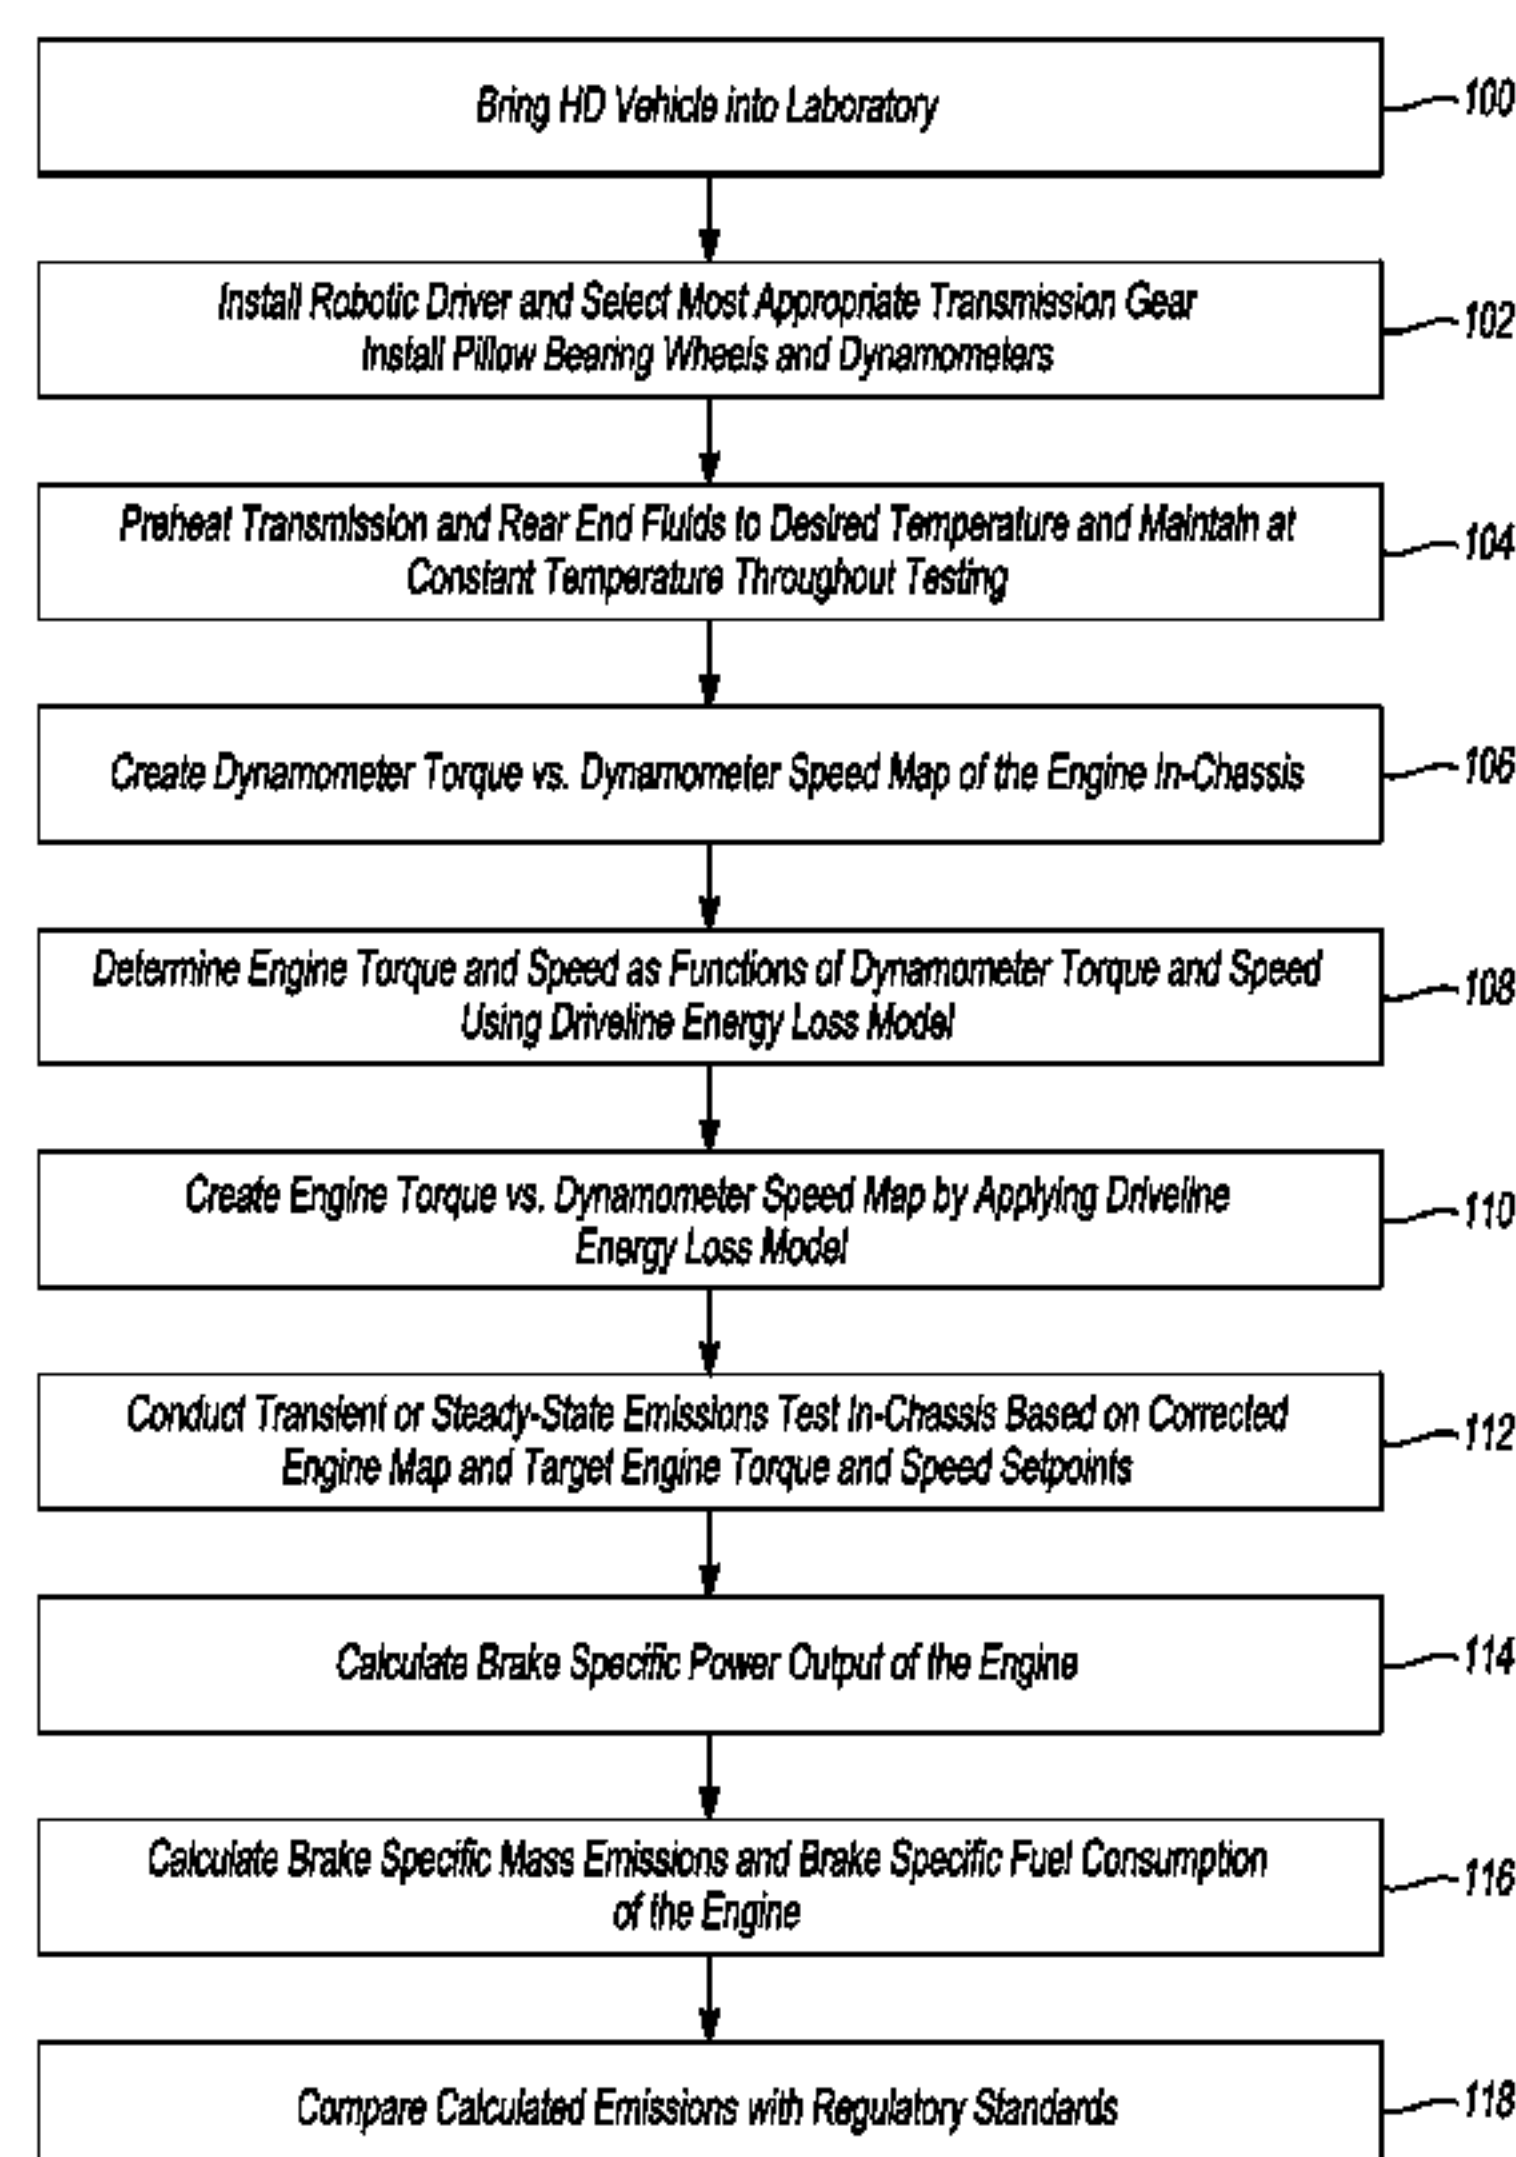 Bring HD Vehicle into Laboratory
100
Install Robotic Driver and Select Most Appropriate Transmission Gear
Install Pillow Bearing Wheels and Dynamometers
102
Preheat Transmission and Rear End Fluids to Desired Temperature and Maintain at
Constant Temperature Throughout Testing
104
Create Dynamometer Torque vs. Dynamometer Speed Map of the Engine In-Chassis
106
Determine Engine Torque and Speed as Functions of Dynamometer Torque and Speed
Using Driveline Energy Loss Model
108
Create Engine Torque vs. Dynamometer Speed Map by Applying Driveline
Energy Loss Model
110
Conduct Transient or Steady-State Emissions Test In-Chassis Based on Corrected
Engine Map and Target Engine Torque and Speed Setpoints
112
Calculate Brake Specific Power Output of the Engine
114
Calculate Brake Specific Mass Emissions and Brake Specific Fuel Consumption
of the Engine
116
Compare Calculated Emissions with Regulatory Standards
118